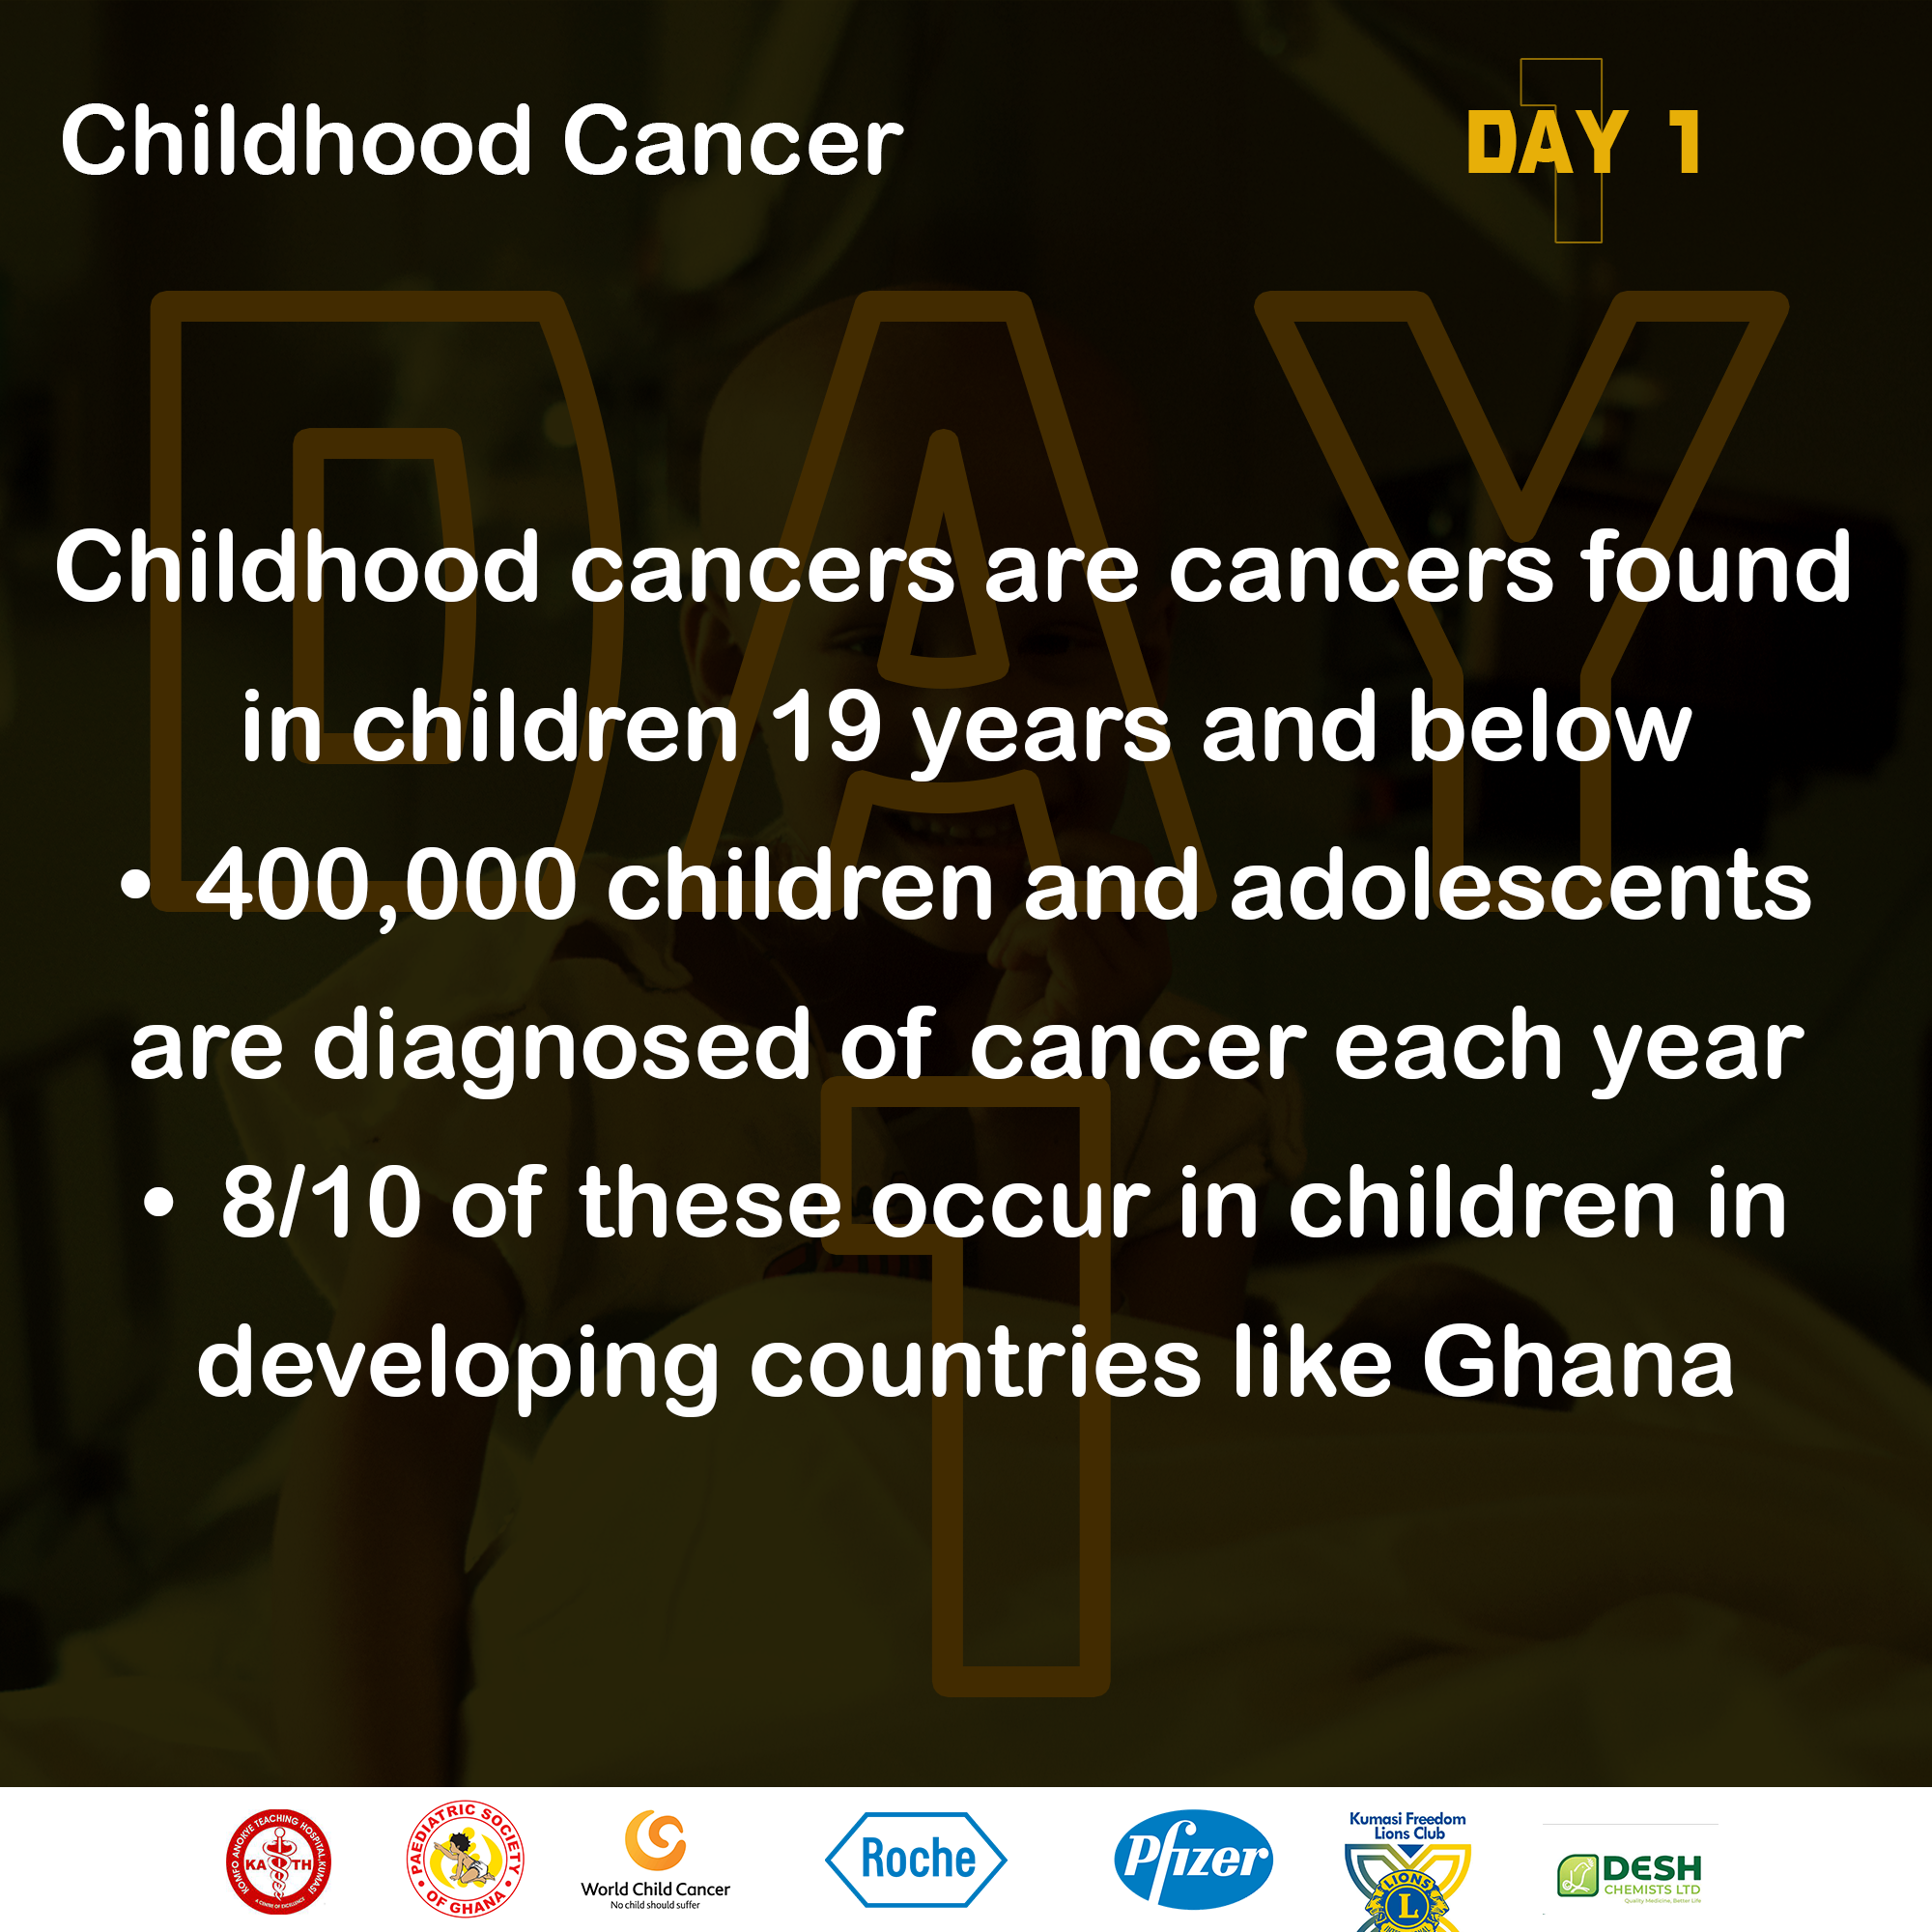 Childhood Cancer
DAY 1
DAY
1
Childhood cancers are cancers found
in children 19 years and below
• 400,000 children and adolescents
are diagnosed of cancer each year
• 8/10 of these occur in children in
developing countries like Ghana
KOMFO ANOKYE TEACHING HOSPITAL, KUMASI
KATH
A CENTRE OF EXCELLENCE
PAEDIATRIC SOCIETY
• OF GHANA •
World Child Cancer
No child should suffer
Roche
Pfizer
Kumasi Freedom
Lions Club
LIONS
L
DESH
CHEMISTS LTD
Quality Medicine, Better Life